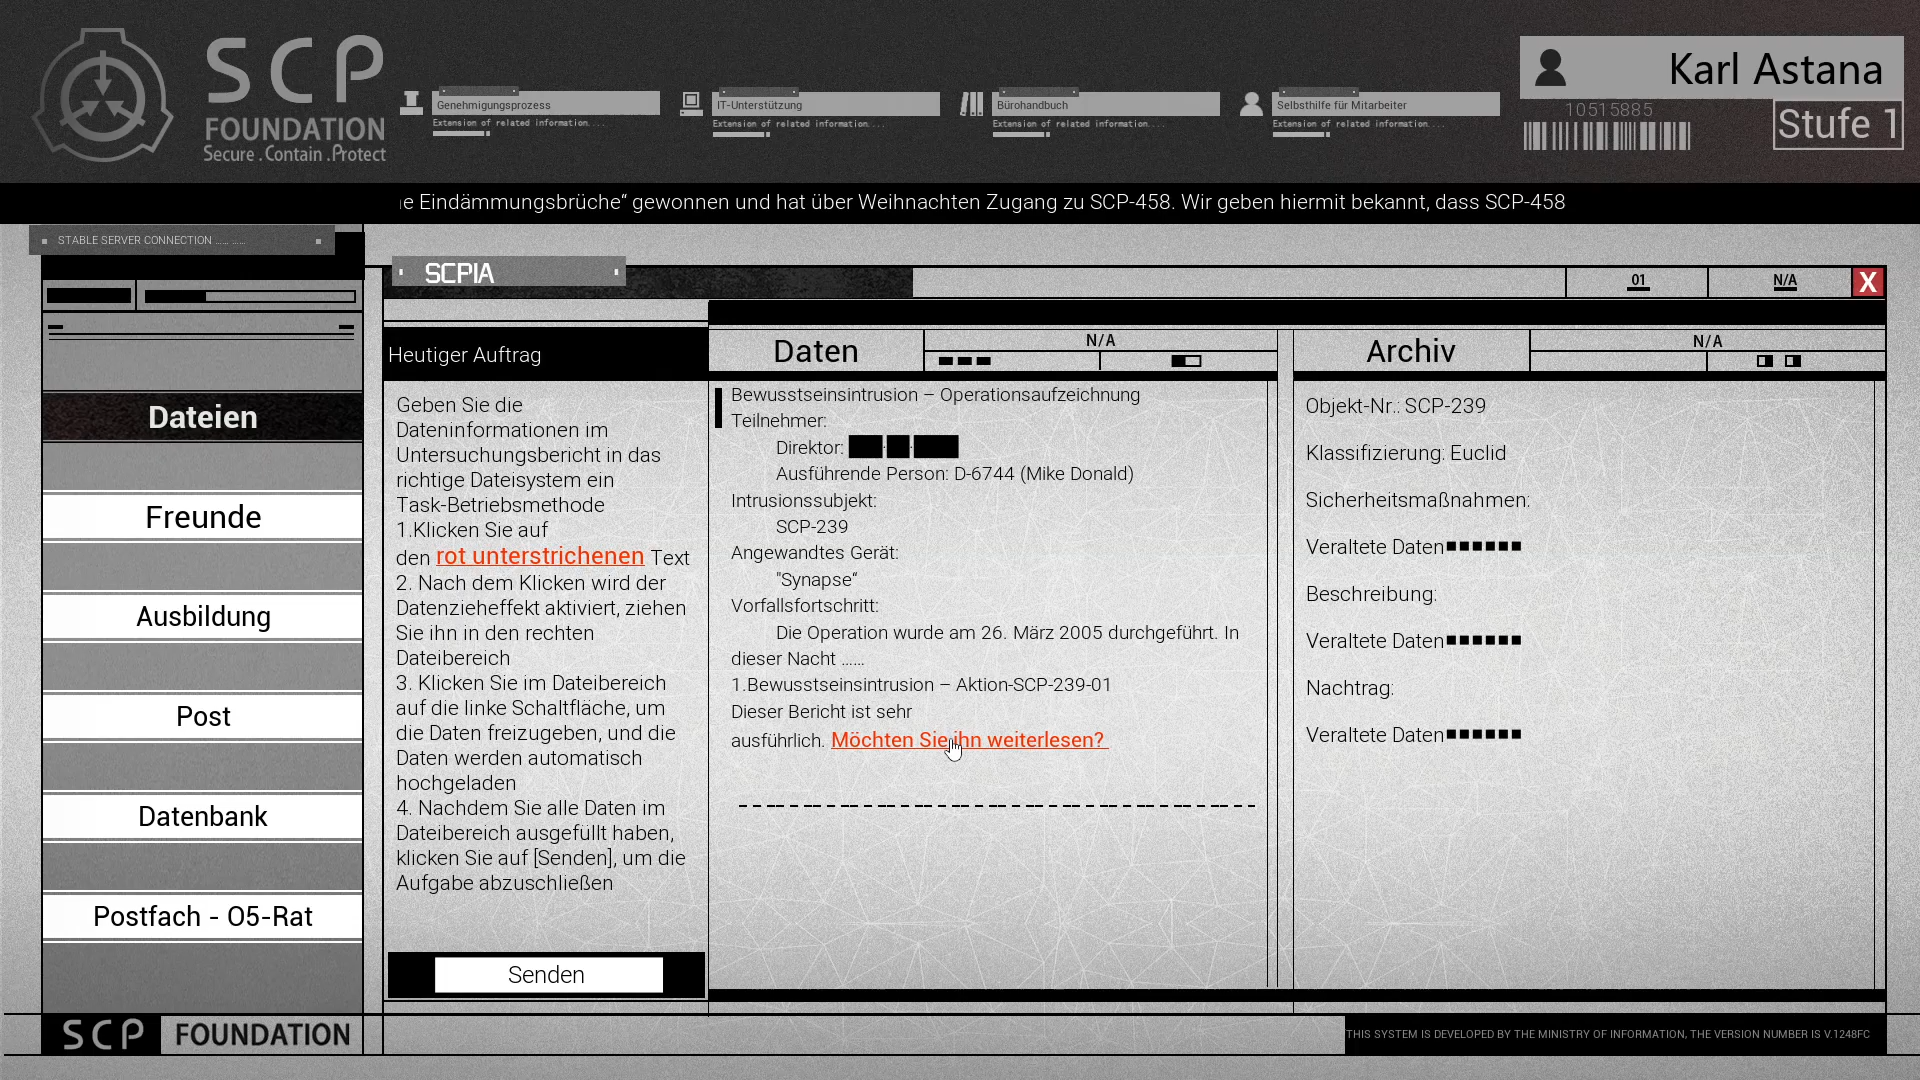 SCP
FOUNDATION
Secure . Contain . Protect
Genehmigungsprozess
Extension of related information....
IT-Unterstützung
Extension of related information....
Bürohandbuch
Extension of related information....
Selbsthilfe für Mitarbeiter
Extension of related information....
Karl Astana
10515885
Stufe 1
e Eindämmungsbrüche“ gewonnen und hat über Weihnachten Zugang zu SCP-458. Wir geben hiermit bekannt, dass SCP-458
STABLE SERVER CONNECTION ...... ......
SCPIA
01
N/A
X
Dateien
Freunde
Ausbildung
Post
Datenbank
Postfach - O5-Rat
Heutiger Auftrag
Geben Sie die
Dateninformationen im
Untersuchungsbericht in das
richtige Dateisystem ein
Task-Betriebsmethode
1.Klicken Sie auf
den rot unterstrichenen Text
2. Nach dem Klicken wird der
Datenzieheffekt aktiviert, ziehen
Sie ihn in den rechten
Dateibereich
3. Klicken Sie im Dateibereich
auf die linke Schaltfläche, um
die Daten freizugeben, und die
Daten werden automatisch
hochgeladen
4. Nachdem Sie alle Daten im
Dateibereich ausgefüllt haben,
klicken Sie auf [Senden], um die
Aufgabe abzuschließen
Senden
Daten
N/A
Bewusstseinsintrusion – Operationsaufzeichnung
Teilnehmer:
Direktor: ███·██·████
Ausführende Person: D-6744 (Mike Donald)
Intrusionssubjekt:
SCP-239
Angewandtes Gerät:
"Synapse“
Vorfallsfortschritt:
Die Operation wurde am 26. März 2005 durchgeführt. In
dieser Nacht ......
1.Bewusstseinsintrusion – Aktion-SCP-239-01
Dieser Bericht ist sehr
ausführlich. Möchten Sie ihn weiterlesen?
Archiv
N/A
Objekt-Nr.: SCP-239
Klassifizierung: Euclid
Sicherheitsmaßnahmen:
Veraltete Daten■■■■■■
Beschreibung:
Veraltete Daten■■■■■■
Nachtrag:
Veraltete Daten■■■■■■
SCP FOUNDATION
THIS SYSTEM IS DEVELOPED BY THE MINISTRY OF INFORMATION, THE VERSION NUMBER IS V.1248FC